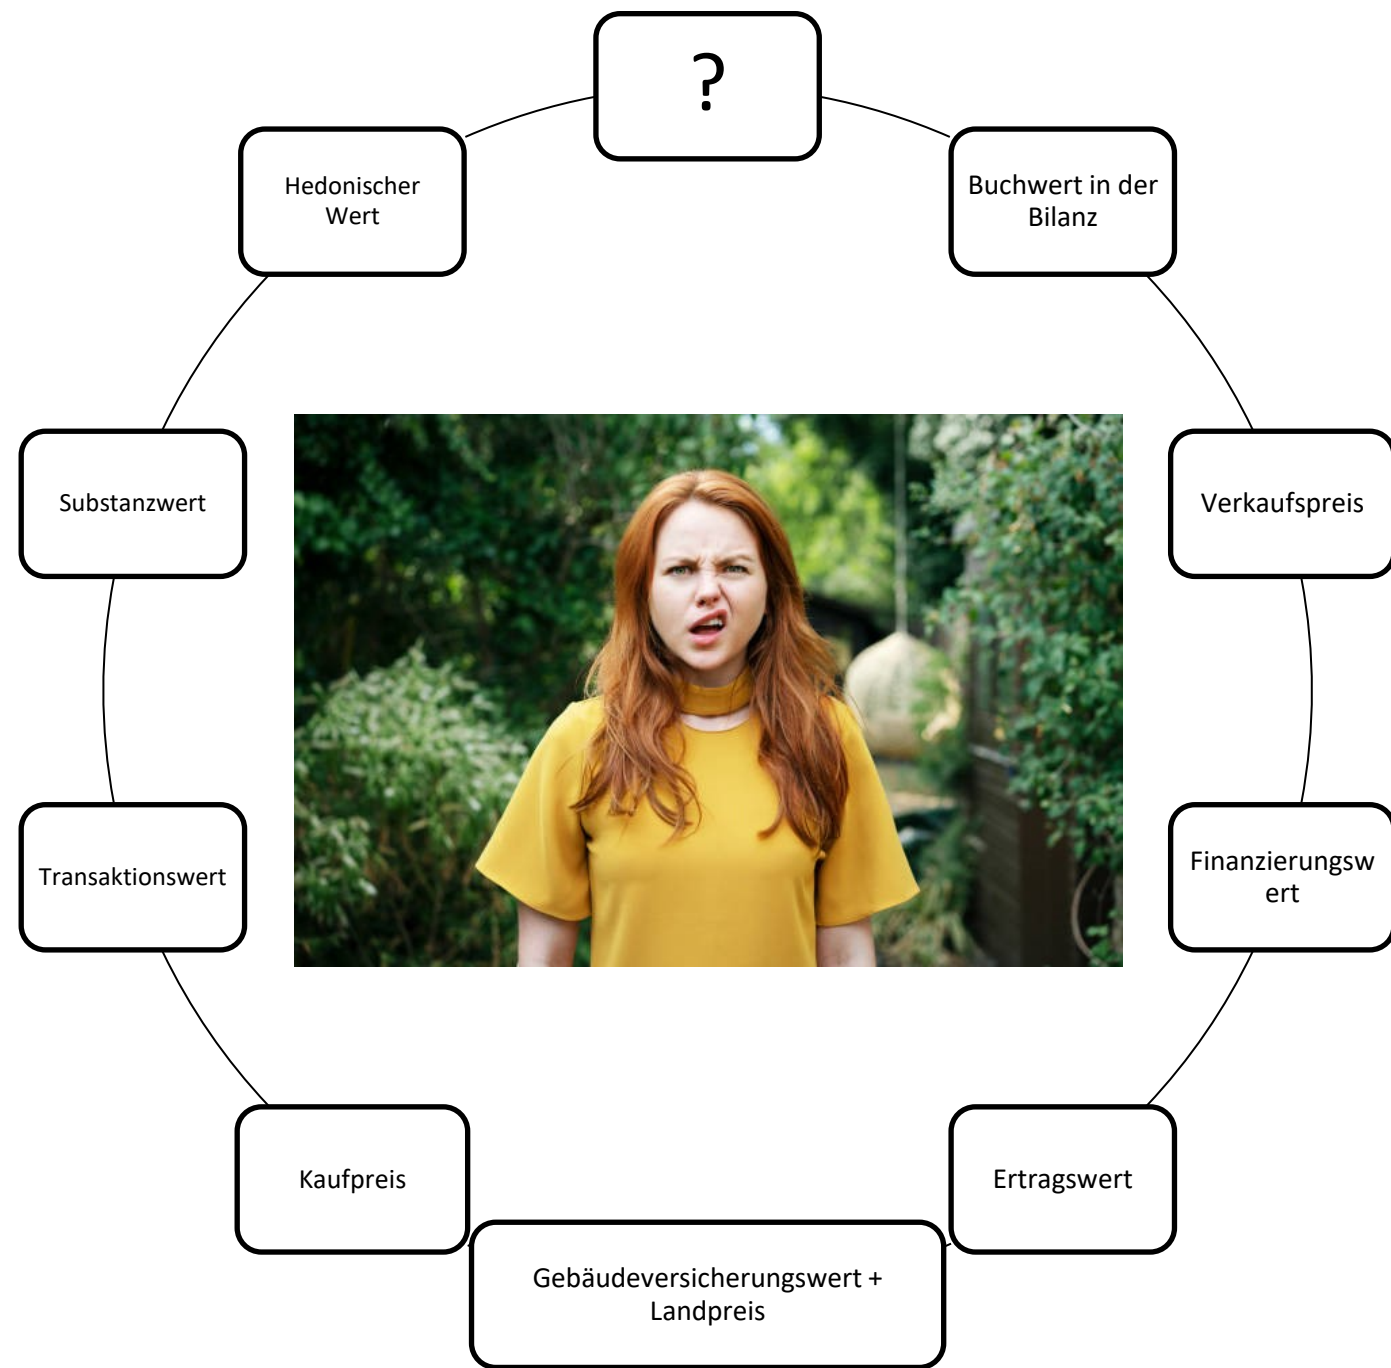 ?
Buchwert in der
Bilanz
Verkaufspreis
Finanzierungsw
ert
Ertragswert
Gebäudeversicherungswert +
Landpreis
Kaufpreis
Transaktionswert
Substanzwert
Hedonischer
Wert